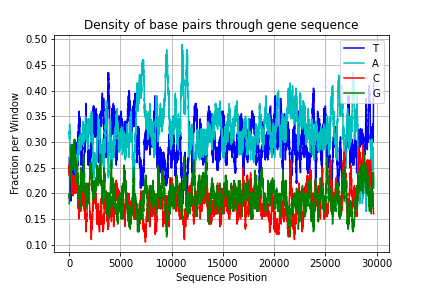 Density of base pairs through gene sequence
Fraction per Window
0.50
0.45
0.40
0.35
0.30
0.25
0.20
0.15
0.10
T
A
C
G
0 5000 10000 15000 20000 25000 30000
Sequence Position